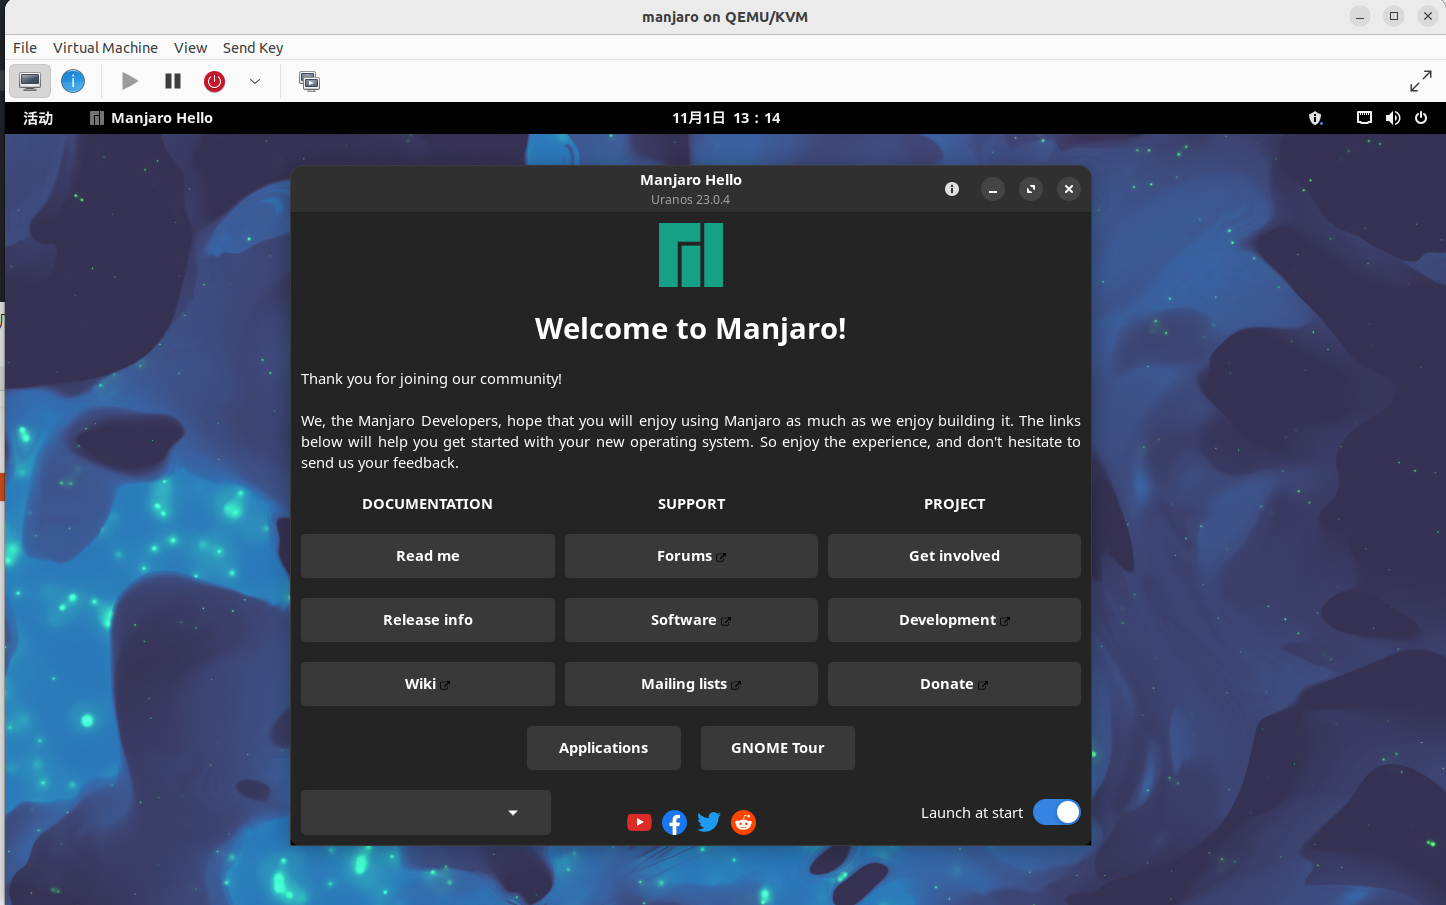 manjaro on QEMU/KVM
File Virtual Machine View Send Key
活动 Manjaro Hello 11月1日 13：14
Manjaro Hello
Uranos 23.0.4
Welcome to Manjaro!
Thank you for joining our community!
We, the Manjaro Developers, hope that you will enjoy using Manjaro as much as we enjoy building it. The links
below will help you get started with your new operating system. So enjoy the experience, and don't hesitate to
send us your feedback.
DOCUMENTATION SUPPORT PROJECT
Read me Forums Get involved
Release info Software Development
Wiki Mailing lists Donate
Applications GNOME Tour
Launch at start